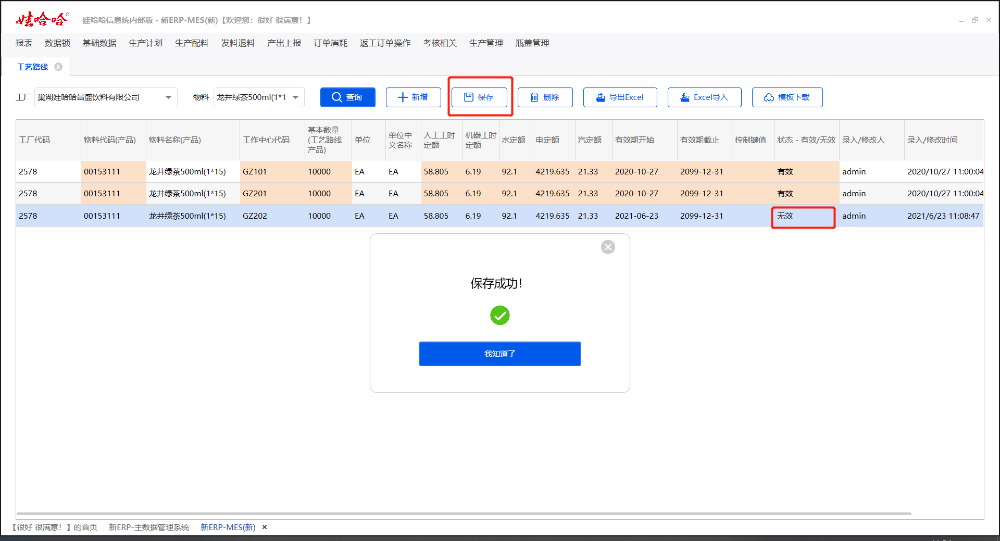 娃哈哈®
娃哈哈信息统内部版 - 新ERP-MES(新)【欢迎您：很好 很满意！】
报表 数据锁 基础数据 生产计划 生产配料 发料退料 产出上报 订单消耗 返工订单操作 考核相关 生产管理 瓶盖管理
工艺路线
工厂 巢湖娃哈哈昌盛饮料有限公司 物料 龙井绿茶500ml(1*1 查询 新增 保存 删除 导出Excel Excel导入 模板下载
工厂代码 物料代码(产品) 物料名称(产品) 工作中心代码 基本数量(工艺路线产品) 单位 单位中文名称 人工工时定额 机器工时定额 水定额 电定额 汽定额 有效期开始 有效期截止 控制键值 状态 - 有效/无效 录入/修改人 录入/修改时间
2578 00153111 龙井绿茶500ml(1*15) GZ101 10000 EA EA 58.805 6.19 92.1 4219.635 21.33 2020-10-27 2099-12-31 有效 admin 2020/10/27 11:00:04
2578 00153111 龙井绿茶500ml(1*15) GZ201 10000 EA EA 58.805 6.19 92.1 4219.635 21.33 2020-10-27 2099-12-31 有效 admin 2020/10/27 11:00:04
2578 00153111 龙井绿茶500ml(1*15) GZ202 10000 EA EA 58.805 6.19 92.1 4219.635 21.33 2021-06-23 2099-12-31 无效 admin 2021/6/23 11:08:47
保存成功！
我知道了
【很好 很满意！】的首页 新ERP-主数据管理系统 新ERP-MES(新)